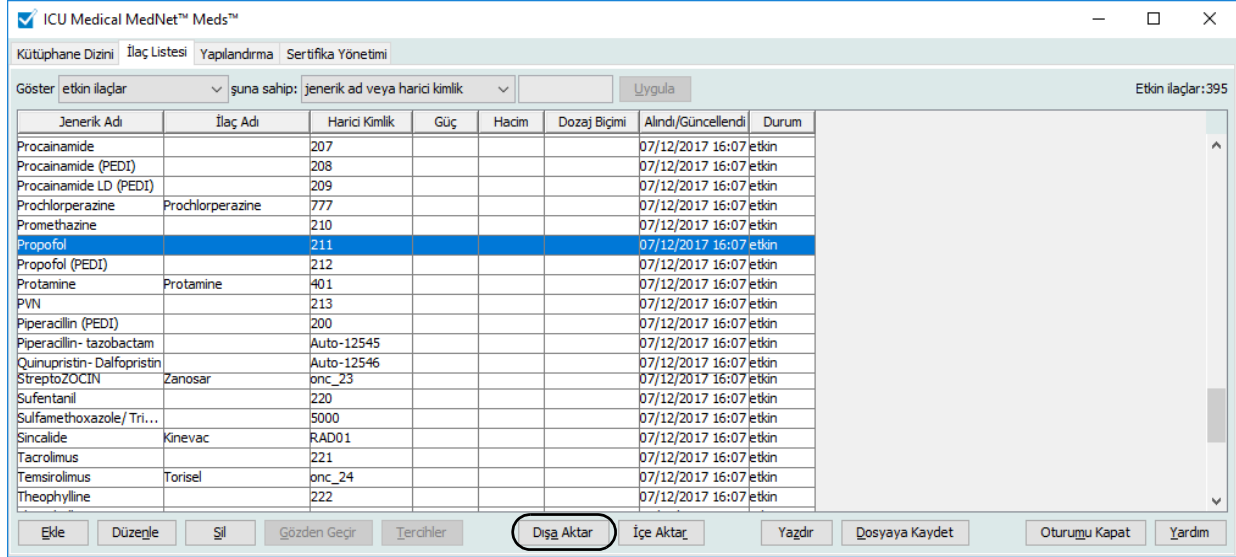 ICU Medical MedNet™ Meds™
Kütüphane Dizini İlaç Listesi Yapılandırma Sertifika Yönetimi
Göster etkin ilaçlar şuna sahip: jenerik ad veya harici kimlik Uygula Etkin ilaçlar:395
Jenerik Adı İlaç Adı Harici Kimlik Güç Hacim Dozaj Biçimi Alındı/Güncellendi Durum
Procainamide 207 07/12/2017 16:07 etkin
Procainamide (PEDI) 208 07/12/2017 16:07 etkin
Procainamide LD (PEDI) 209 07/12/2017 16:07 etkin
Prochlorperazine Prochlorperazine 777 07/12/2017 16:07 etkin
Promethazine 210 07/12/2017 16:07 etkin
Propofol 211 07/12/2017 16:07 etkin
Propofol (PEDI) 212 07/12/2017 16:07 etkin
Protamine Protamine 401 07/12/2017 16:07 etkin
PVN 213 07/12/2017 16:07 etkin
Piperacillin (PEDI) 200 07/12/2017 16:07 etkin
Piperacillin- tazobactam Auto-12545 07/12/2017 16:07 etkin
Quinupristin- Dalfopristin Auto-12546 07/12/2017 16:07 etkin
StreptoZOCIN Zanosar onc_23 07/12/2017 16:07 etkin
Sufentanil 220 07/12/2017 16:07 etkin
Sulfamethoxazole/ Tri... 5000 07/12/2017 16:07 etkin
Sincalide Kinevac RAD01 07/12/2017 16:07 etkin
Tacrolimus 221 07/12/2017 16:07 etkin
Temsirolimus Torisel onc_24 07/12/2017 16:07 etkin
Theophylline 222 07/12/2017 16:07 etkin
Ekle Düzenle Sil Gözden Geçir Tercihler Dışa Aktar İçe Aktar Yazdır Dosyaya Kaydet Oturumu Kapat Yardım